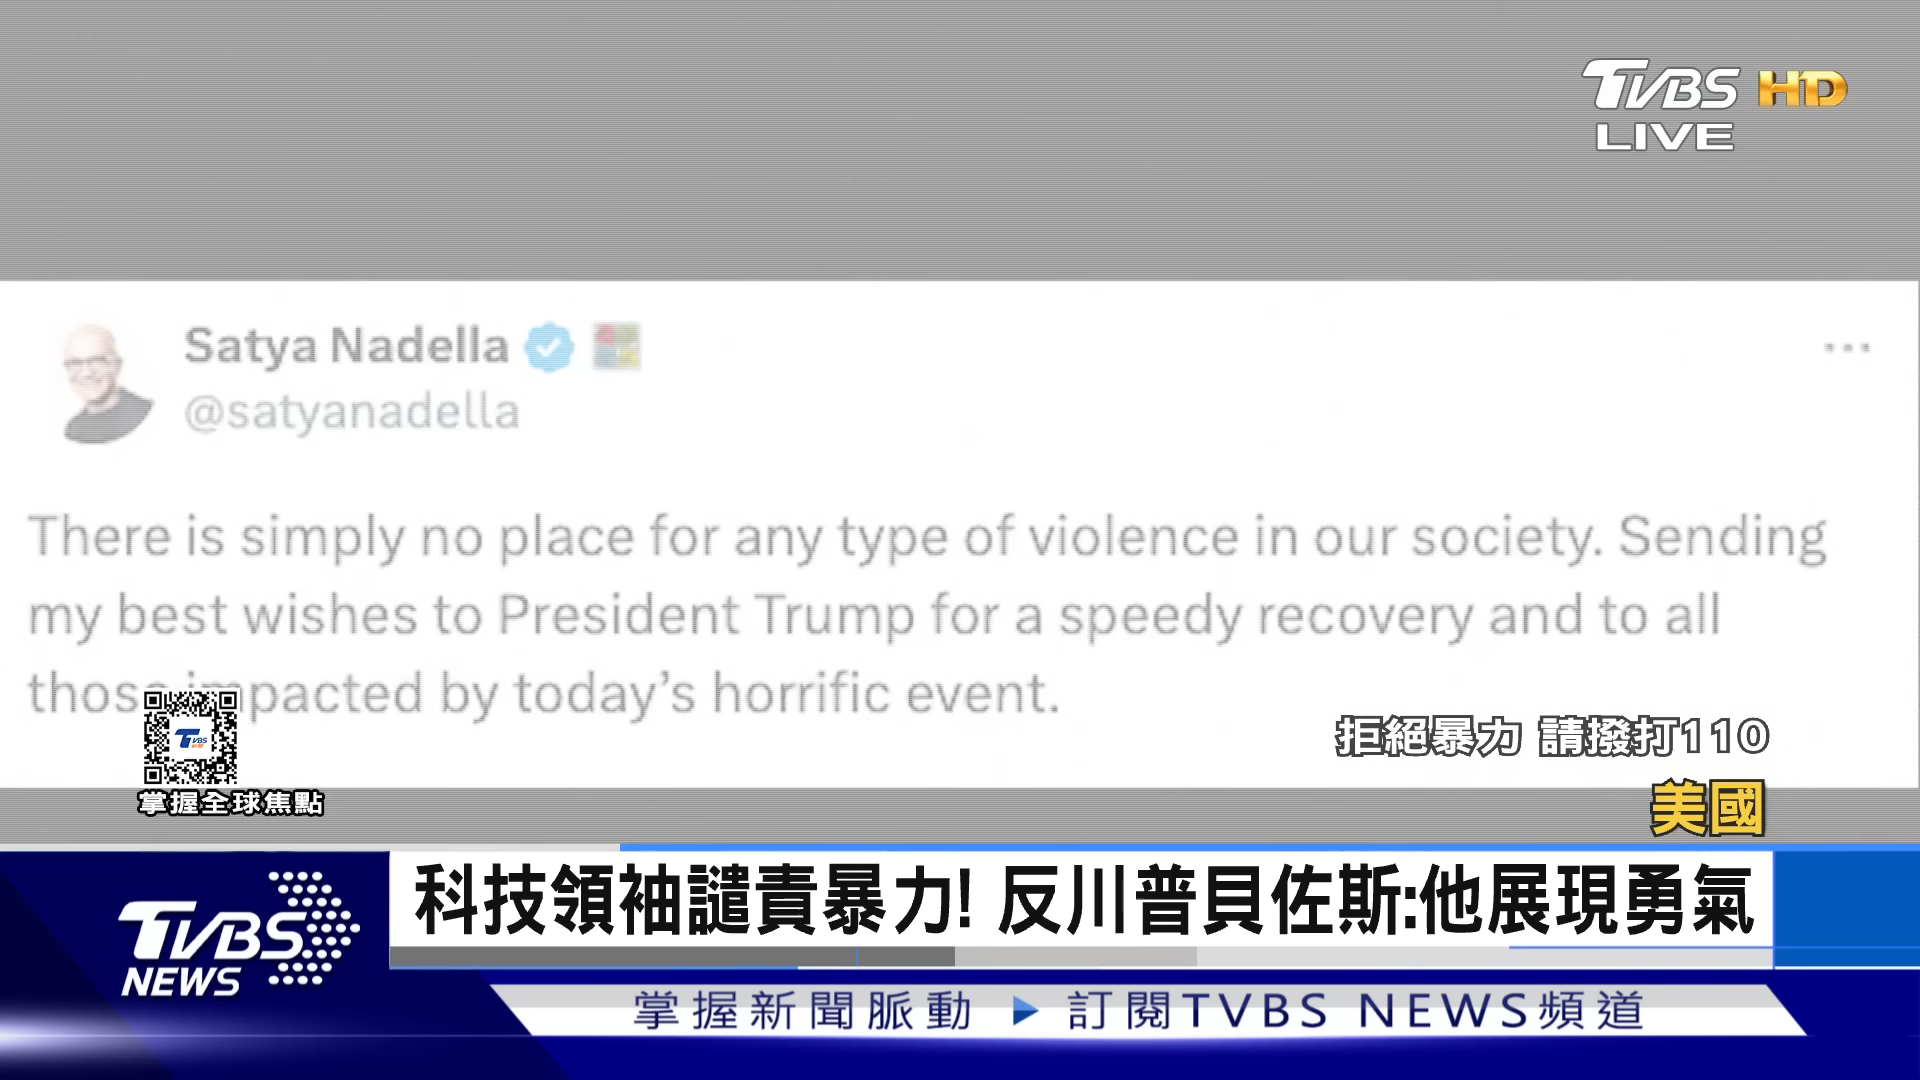 TVBS HD
LIVE
Satya Nadella
@satyanadella
There is simply no place for any type of violence in our society. Sending
my best wishes to President Trump for a speedy recovery and to all
those impacted by today's horrific event.
TVBS
掌握全球焦點
拒絕暴力 請撥打110
美國
科技領袖譴責暴力! 反川普貝佐斯:他展現勇氣
TVBS
NEWS
掌握新聞脈動 ▶ 訂閱TVBS NEWS頻道